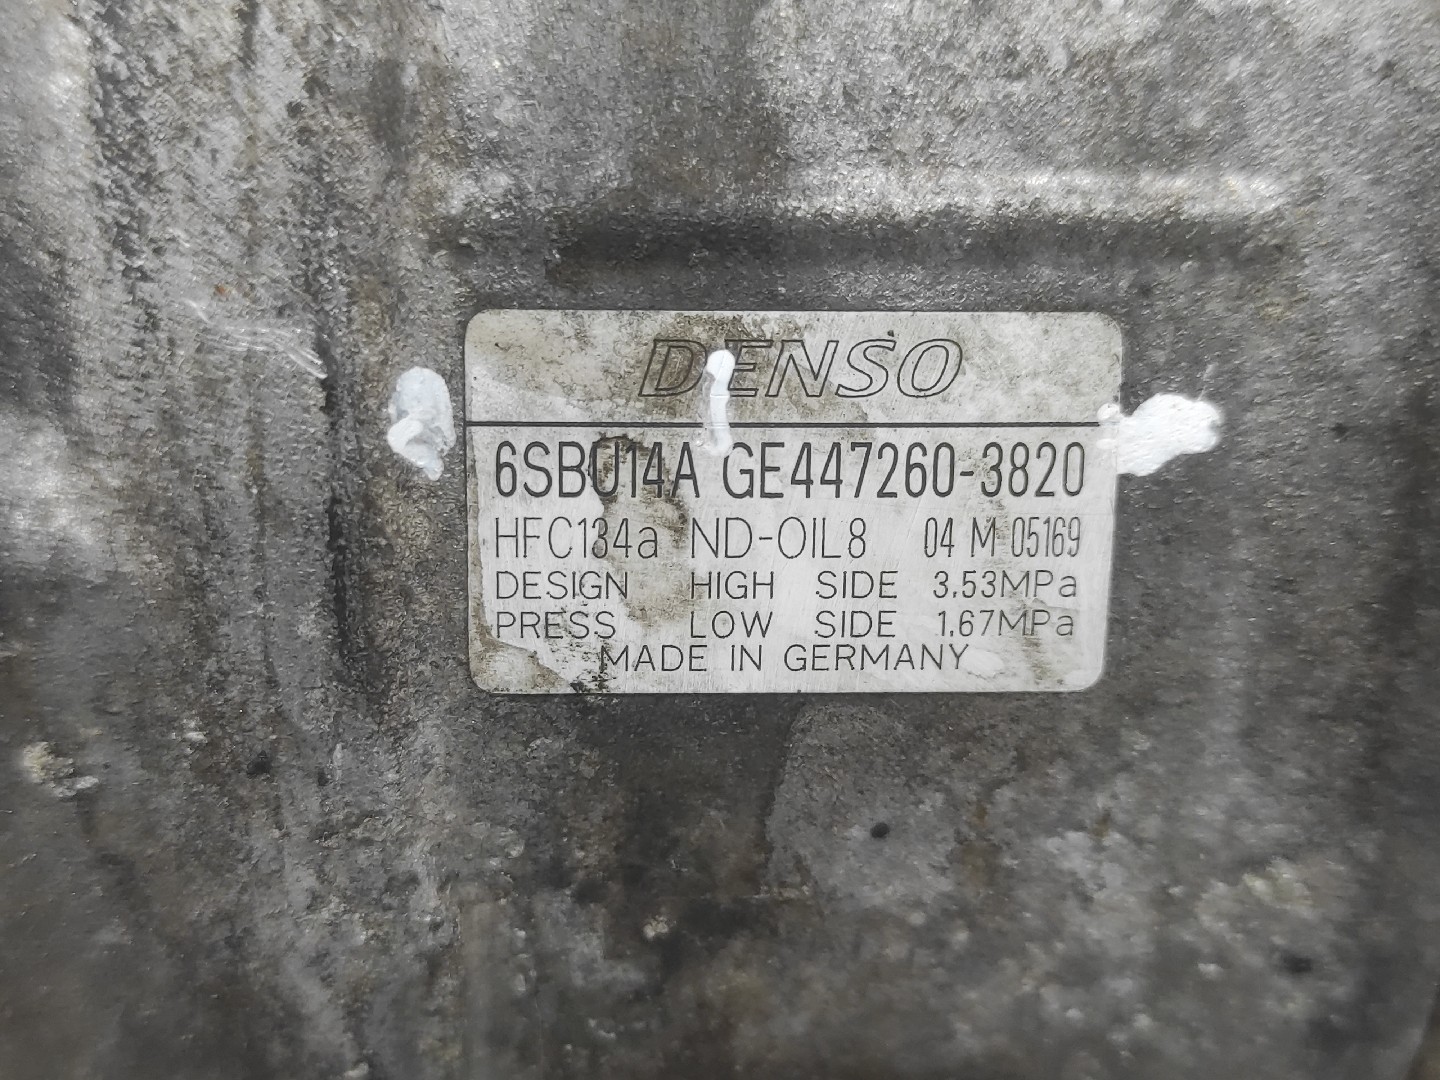 DENSO
6SBU14A GE447260-3820
HFC134a ND-OIL8 04 M 05169
DESIGN HIGH SIDE 3.53MPa
PRESS LOW SIDE 1.67MPa
MADE IN GERMANY